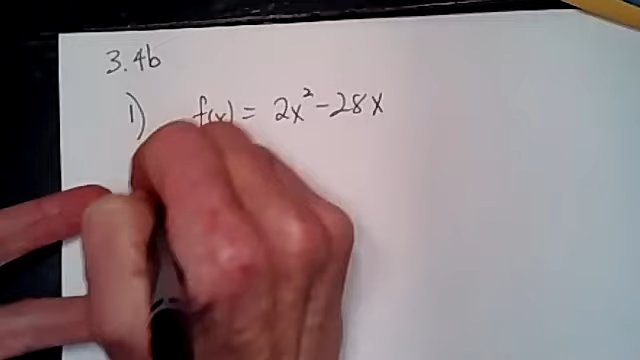 3.4b
1) f(x) = 2x² - 28x